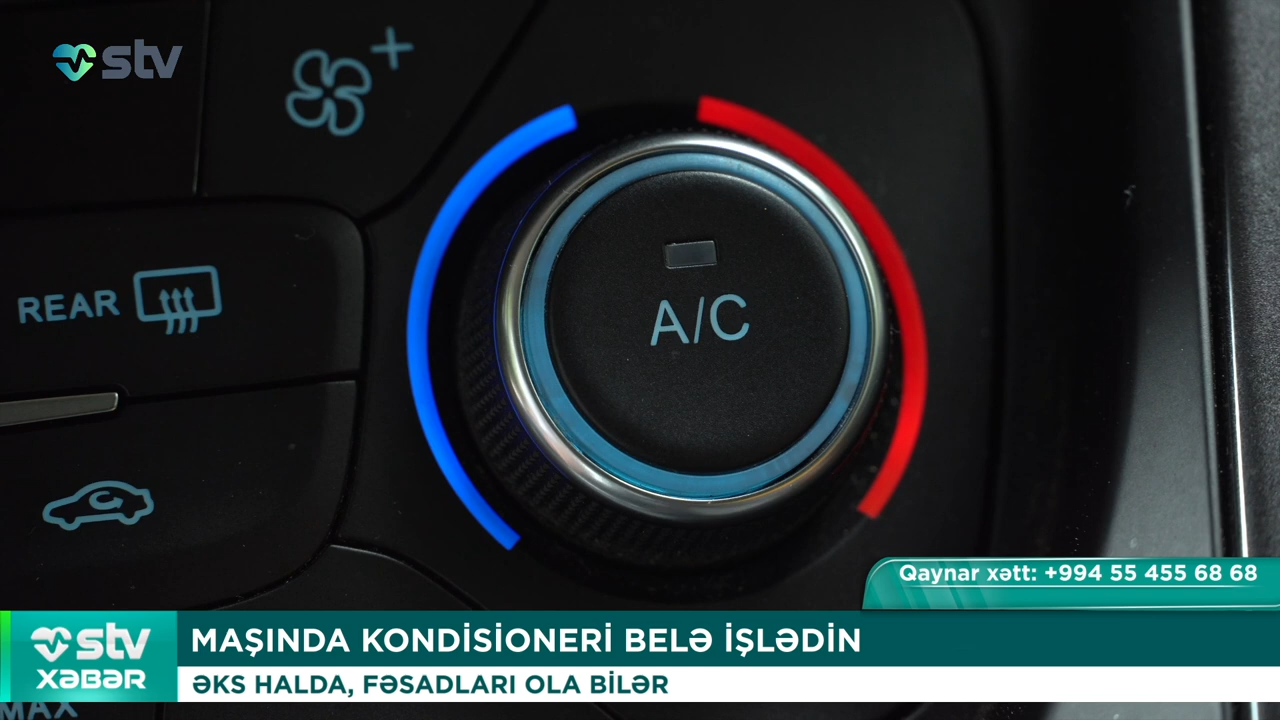 stv
REAR
A/C
Qaynar xətt: +994 55 455 68 68
stv
XƏBƏR
MAŞINDA KONDİSİONERİ BELƏ İŞLƏDİN
ƏKS HALDA, FƏSADLARI OLA BİLƏR
MAX